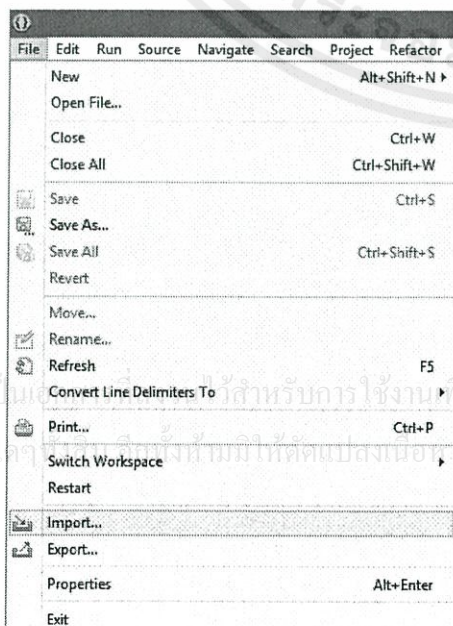 File Edit Run Source Navigate Search Project Refactor
New Alt+Shift+N
Open File...
Close Ctrl+W
Close All Ctrl+Shift+W
Save Ctrl+S
Save As...
Save All Ctrl+Shift+S
Revert
Move...
Rename...
Refresh F5
Convert Line Delimiters To
Print... Ctrl+P
Switch Workspace
Restart
Import...
Export...
Properties Alt+Enter
Exit